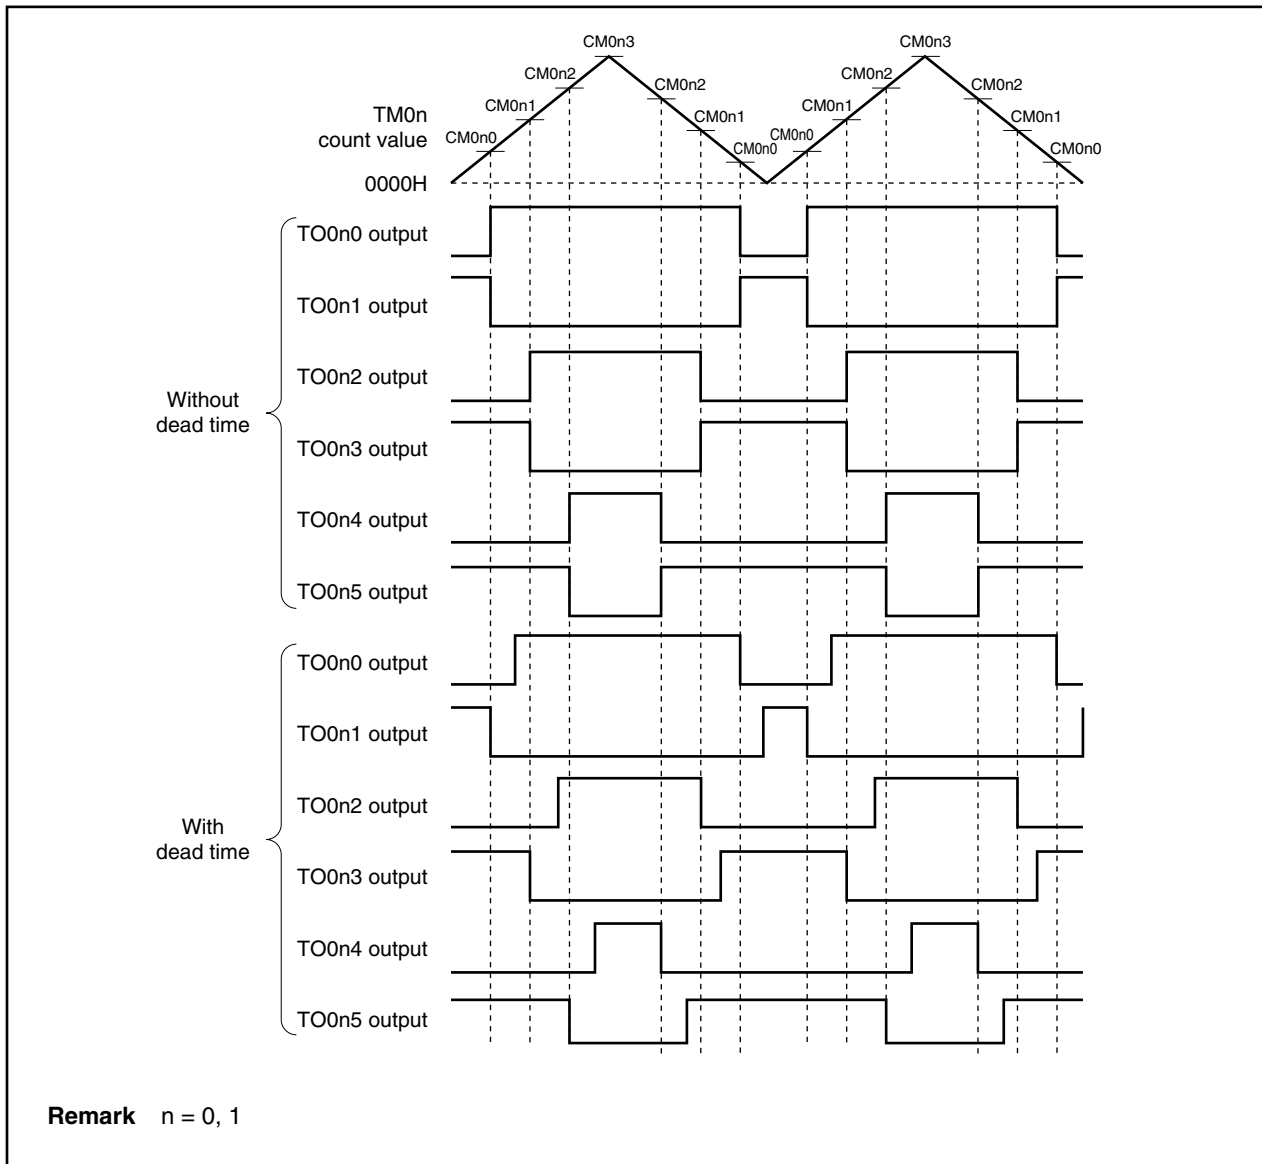 CM0n3 CM0n3
CM0n2 CM0n2 CM0n2 CM0n2
CM0n1 CM0n1 CM0n1 CM0n1
CM0n0 CM0n0 CM0n0 CM0n0
TM0n
count value
0000H
Without
dead time
TO0n0 output
TO0n1 output
TO0n2 output
TO0n3 output
TO0n4 output
TO0n5 output
With
dead time
TO0n0 output
TO0n1 output
TO0n2 output
TO0n3 output
TO0n4 output
TO0n5 output
Remark n = 0, 1